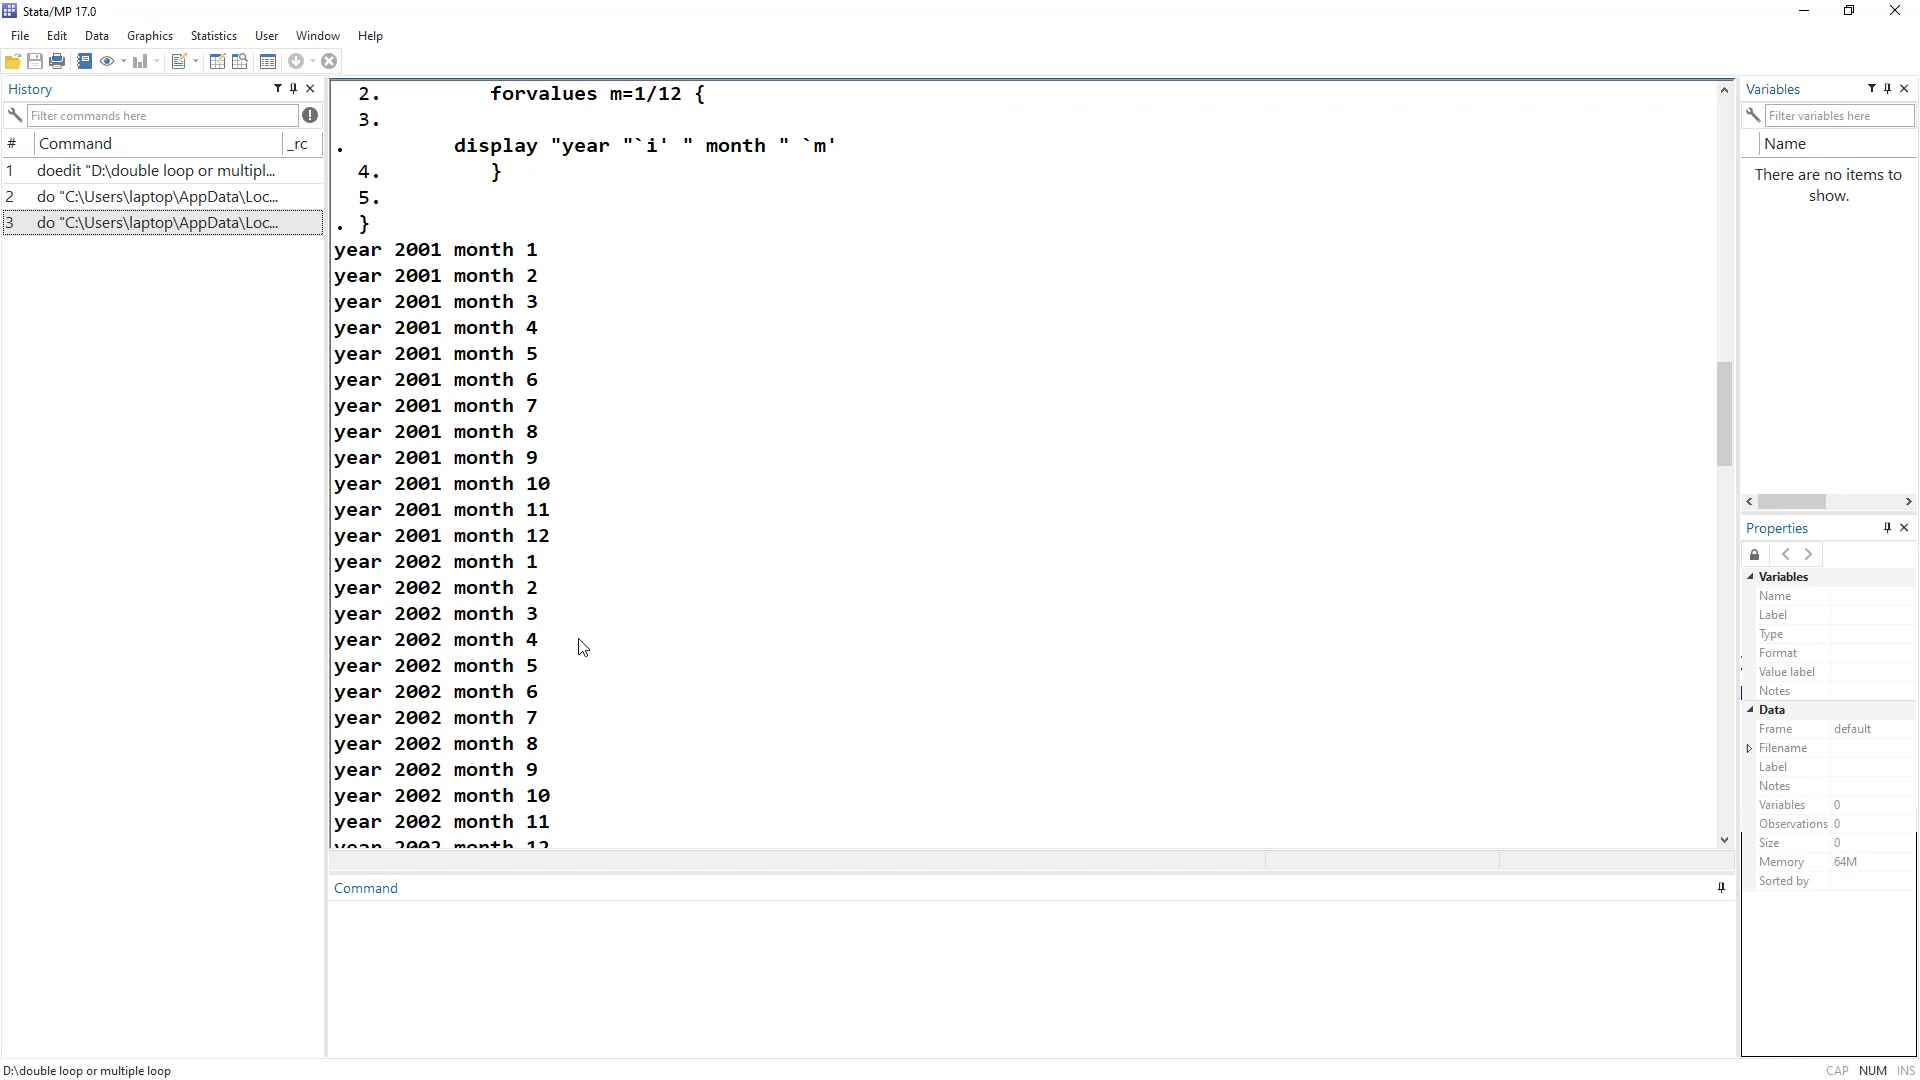 Stata/MP 17.0
File Edit Data Graphics Statistics User Window Help
History
Filter commands here
# Command _rc
1 doedit "D:\double loop or multipl...
2 do "C:\Users\laptop\AppData\Loc...
3 do "C:\Users\laptop\AppData\Loc...
2. forvalues m=1/12 {
3.
. display "year "`i' " month " `m'
4. }
5.
. }
year 2001 month 1
year 2001 month 2
year 2001 month 3
year 2001 month 4
year 2001 month 5
year 2001 month 6
year 2001 month 7
year 2001 month 8
year 2001 month 9
year 2001 month 10
year 2001 month 11
year 2001 month 12
year 2002 month 1
year 2002 month 2
year 2002 month 3
year 2002 month 4
year 2002 month 5
year 2002 month 6
year 2002 month 7
year 2002 month 8
year 2002 month 9
year 2002 month 10
year 2002 month 11
year 2002 month 12
Command
Variables
Filter variables here
Name
There are no items to
show.
Properties
Variables
Name
Label
Type
Format
Value label
Notes
Data
Frame default
Filename
Label
Notes
Variables 0
Observations 0
Size 0
Memory 64M
Sorted by
D:\double loop or multiple loop
CAP NUM INS